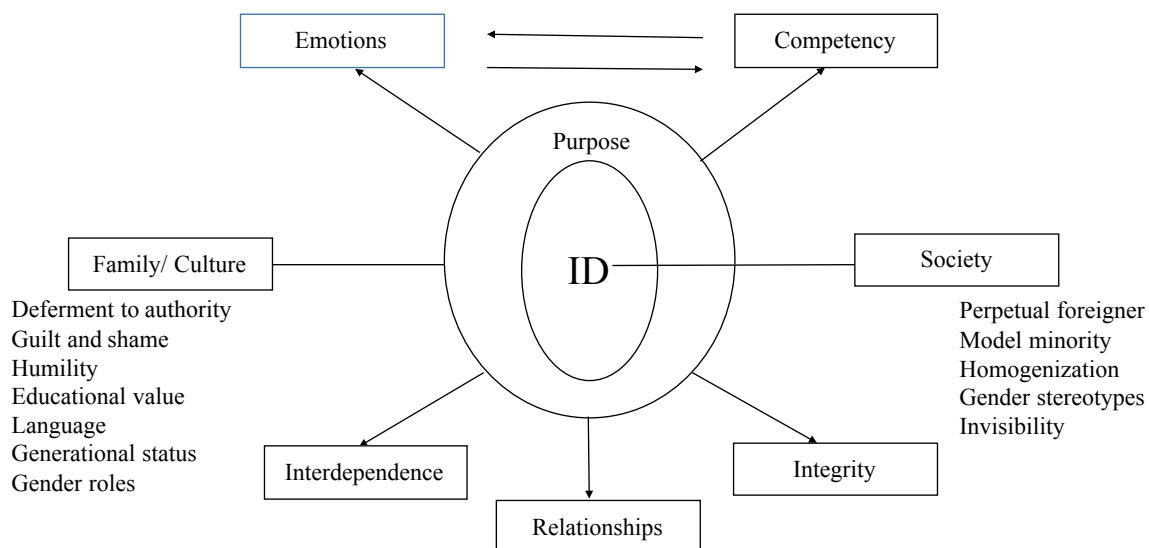 Emotions
Competency
Purpose
Family/ Culture
ID
Society
Deferment to authority
Guilt and shame
Humility
Educational value
Language
Generational status
Gender roles
Perpetual foreigner
Model minority
Homogenization
Gender stereotypes
Invisibility
Interdependence
Integrity
Relationships